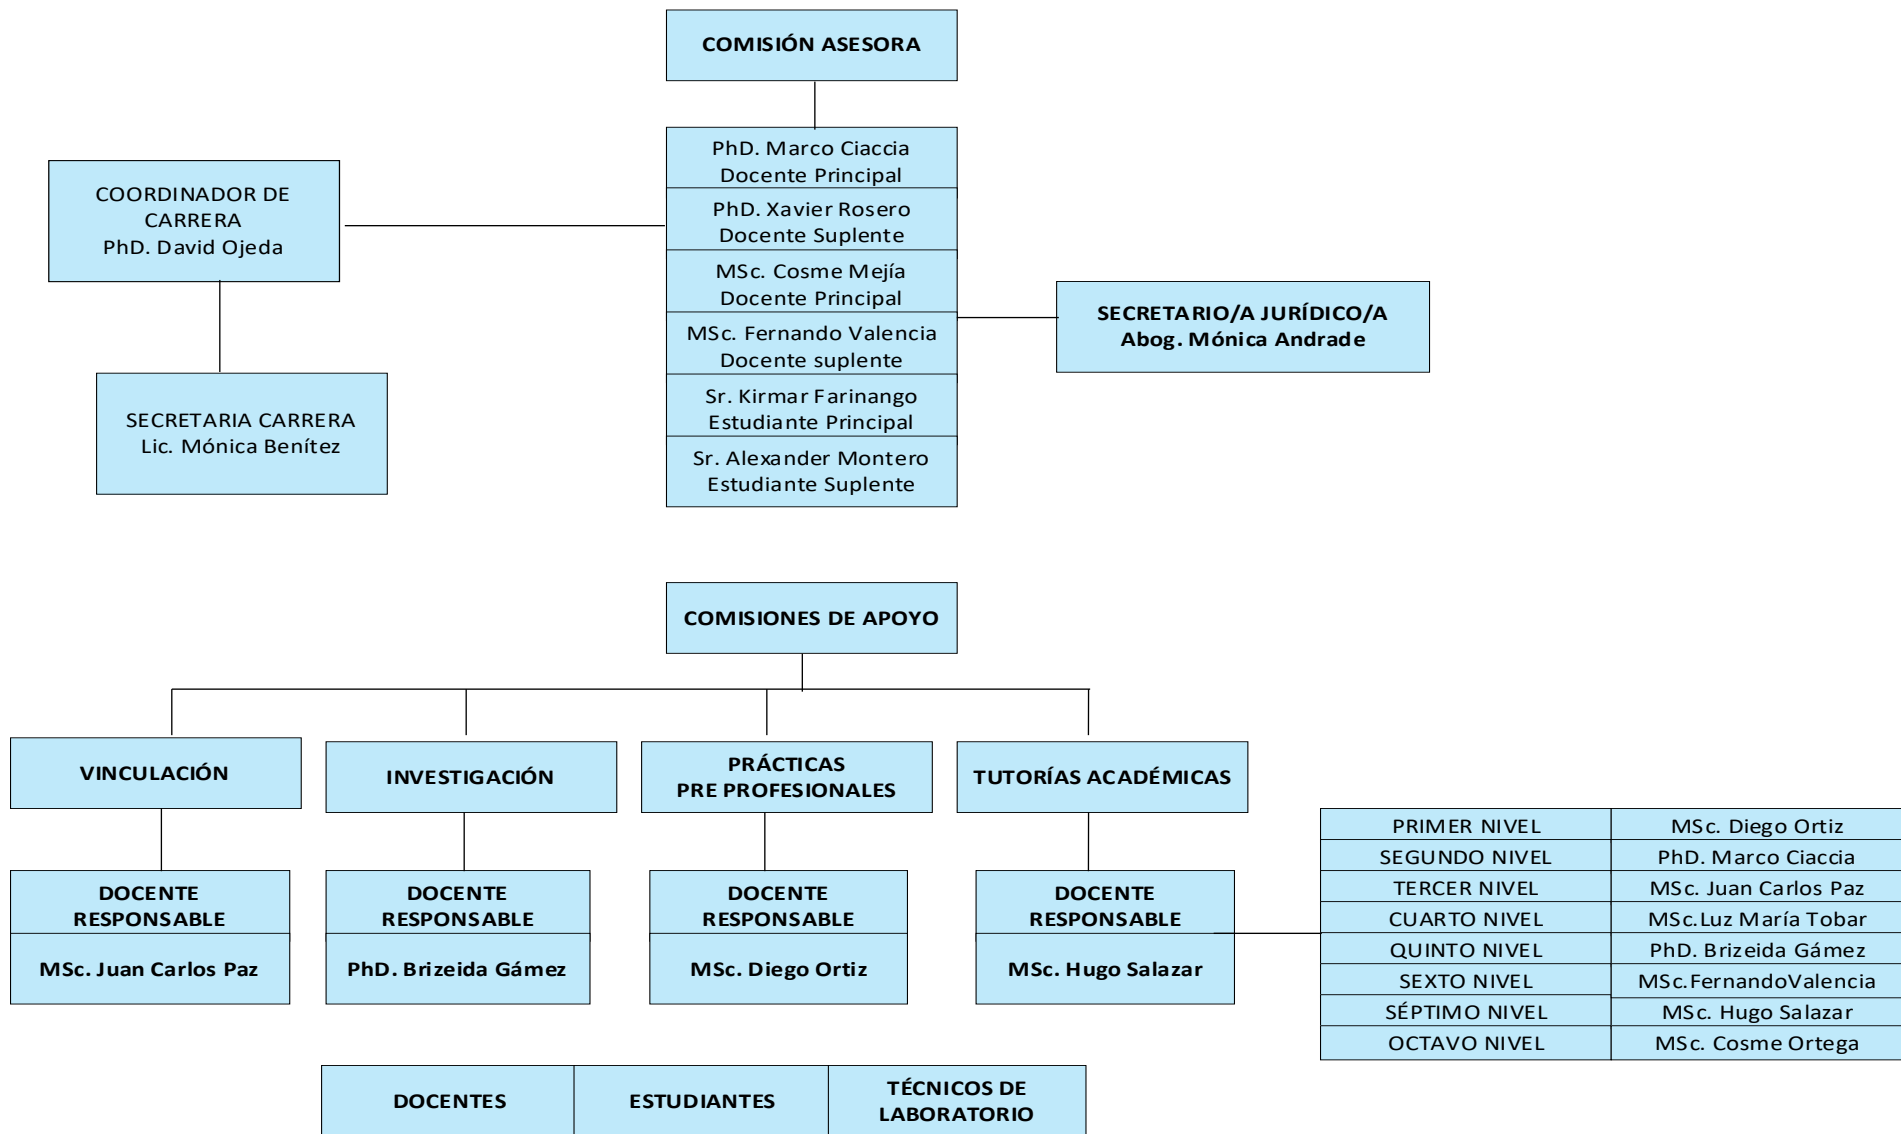 COMISIÓN ASESORA
PhD. Marco Ciaccia
Docente Principal
PhD. Xavier Rosero
Docente Suplente
MSc. Cosme Mejía
Docente Principal
MSc. Fernando Valencia
Docente suplente
Sr. Kirmar Farinango
Estudiante Principal
Sr. Alexander Montero
Estudiante Suplente
COORDINADOR DE
CARRERA
PhD. David Ojeda
SECRETARIA CARRERA
Lic. Mónica Benítez
SECRETARIO/A JURÍDICO/A
Abog. Mónica Andrade
COMISIONES DE APOYO
VINCULACIÓN
DOCENTE
RESPONSABLE
MSc. Juan Carlos Paz
INVESTIGACIÓN
DOCENTE
RESPONSABLE
PhD. Brizeida Gámez
PRÁCTICAS
PRE PROFESIONALES
DOCENTE
RESPONSABLE
MSc. Diego Ortiz
TUTORÍAS ACADÉMICAS
DOCENTE
RESPONSABLE
MSc. Hugo Salazar
PRIMER NIVEL MSc. Diego Ortiz
SEGUNDO NIVEL PhD. Marco Ciaccia
TERCER NIVEL MSc. Juan Carlos Paz
CUARTO NIVEL MSc.Luz María Tobar
QUINTO NIVEL PhD. Brizeida Gámez
SEXTO NIVEL MSc.FernandoValencia
SÉPTIMO NIVEL MSc. Hugo Salazar
OCTAVO NIVEL MSc. Cosme Ortega
DOCENTES
ESTUDIANTES
TÉCNICOS DE
LABORATORIO